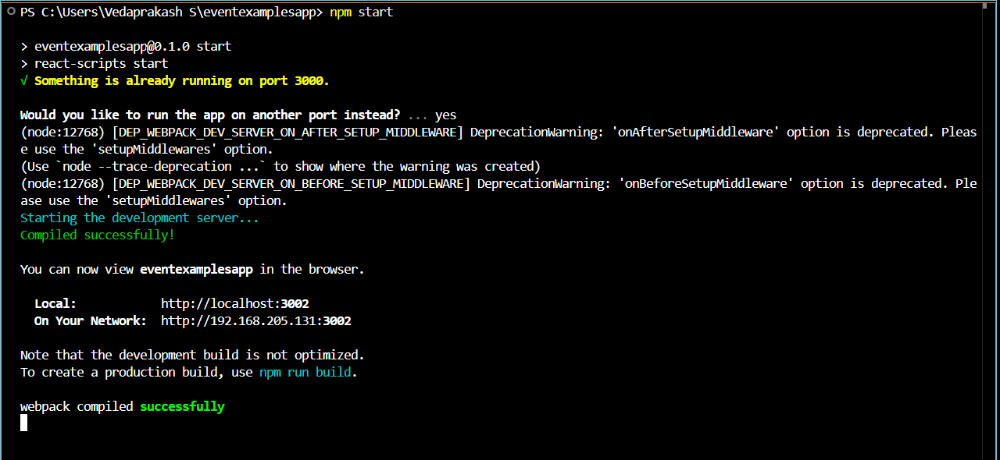 PS C:\Users\Vedaprakash S\eventexamplesapp> npm start
> eventexamplesapp@0.1.0 start
> react-scripts start
√ Something is already running on port 3000.
Would you like to run the app on another port instead? ... yes
(node:12768) [DEP_WEBPACK_DEV_SERVER_ON_AFTER_SETUP_MIDDLEWARE] DeprecationWarning: 'onAfterSetupMiddleware' option is deprecated. Pleas
e use the 'setupMiddlewares' option.
(Use `node --trace-deprecation ...` to show where the warning was created)
(node:12768) [DEP_WEBPACK_DEV_SERVER_ON_BEFORE_SETUP_MIDDLEWARE] DeprecationWarning: 'onBeforeSetupMiddleware' option is deprecated. Ple
ase use the 'setupMiddlewares' option.
Starting the development server...
Compiled successfully!
You can now view eventexamplesapp in the browser.
Local: http://localhost:3002
On Your Network: http://192.168.205.131:3002
Note that the development build is not optimized.
To create a production build, use npm run build.
webpack compiled successfully